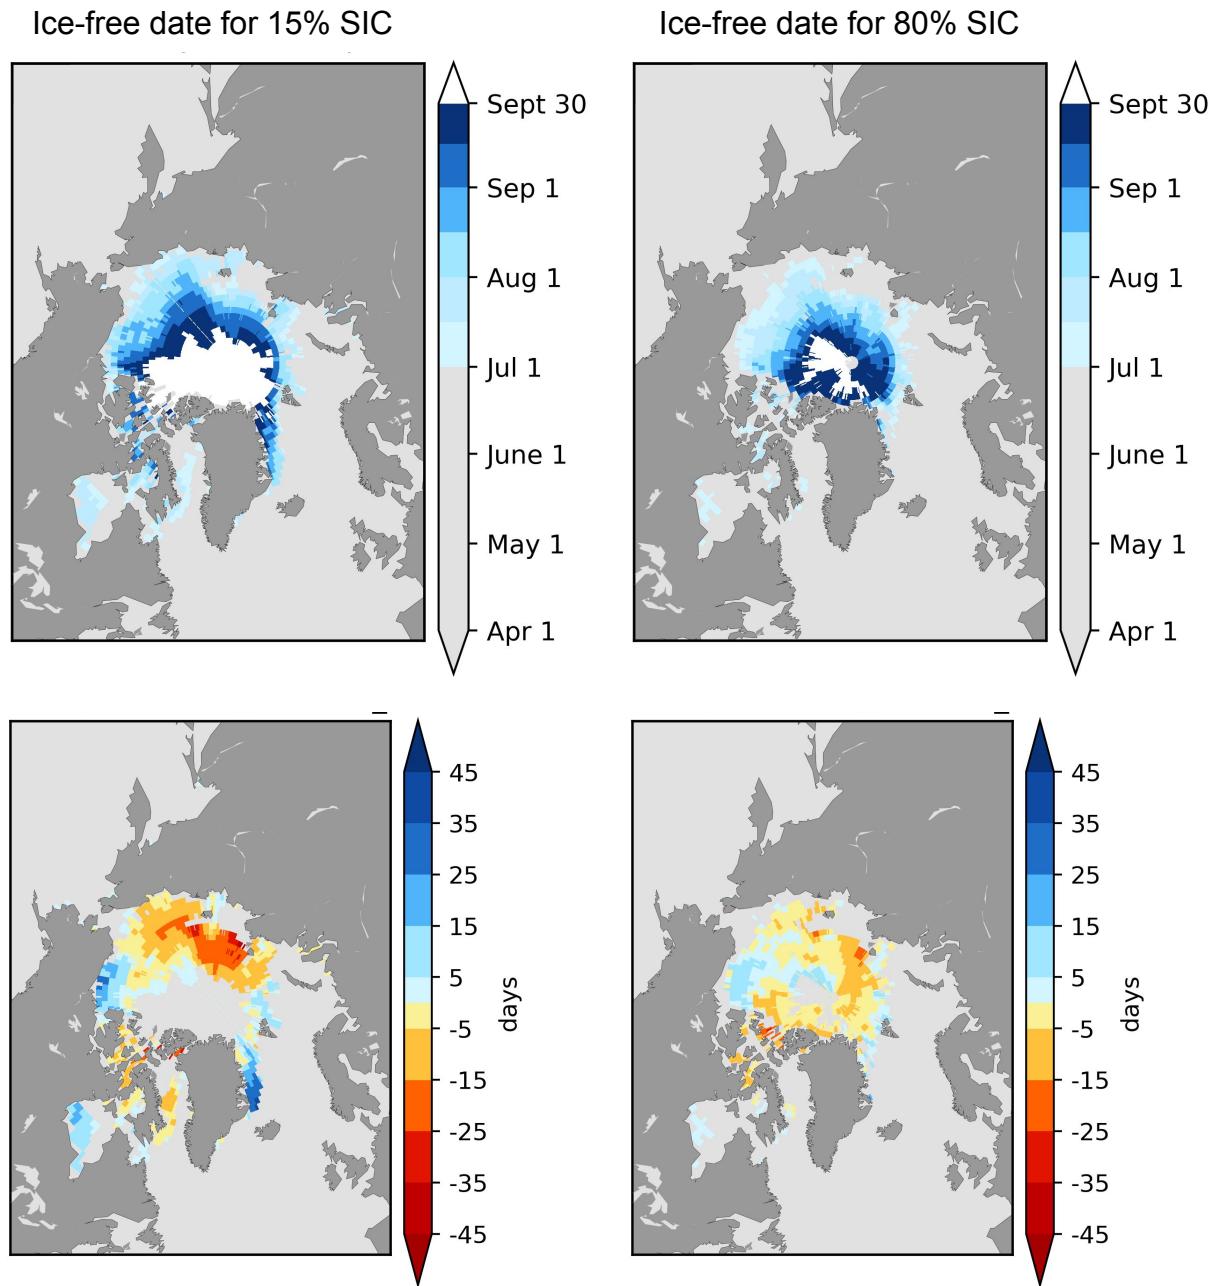 Ice-free date for 15% SIC
Ice-free date for 80% SIC
Sept 30
Sep 1
Aug 1
Jul 1
June 1
May 1
Apr 1
Sept 30
Sep 1
Aug 1
Jul 1
June 1
May 1
Apr 1
45
35
25
15
5
-5
-15
-25
-35
-45
days
45
35
25
15
5
-5
-15
-25
-35
-45
days